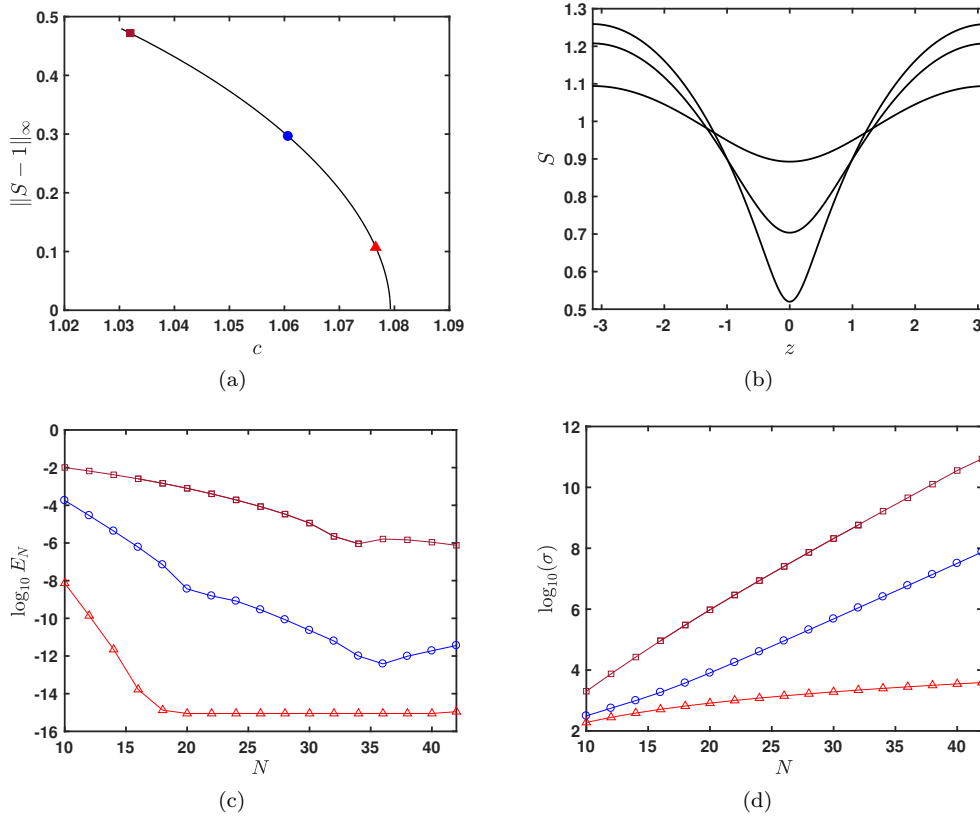 0.5
0.4
0.3
0.2
0.1
0
1.02 1.03 1.04 1.05 1.06 1.07 1.08 1.09
||S − 1||∞
c
(a)
1.3
1.2
1.1
1
0.9
0.8
0.7
0.6
0.5
-3 -2 -1 0 1 2 3
S
z
(b)
0
-2
-4
-6
-8
-10
-12
-14
-16
10 15 20 25 30 35 40
log₁₀ E_N
N
(c)
12
10
8
6
4
2
10 15 20 25 30 35 40
log₁₀(σ)
N
(d)